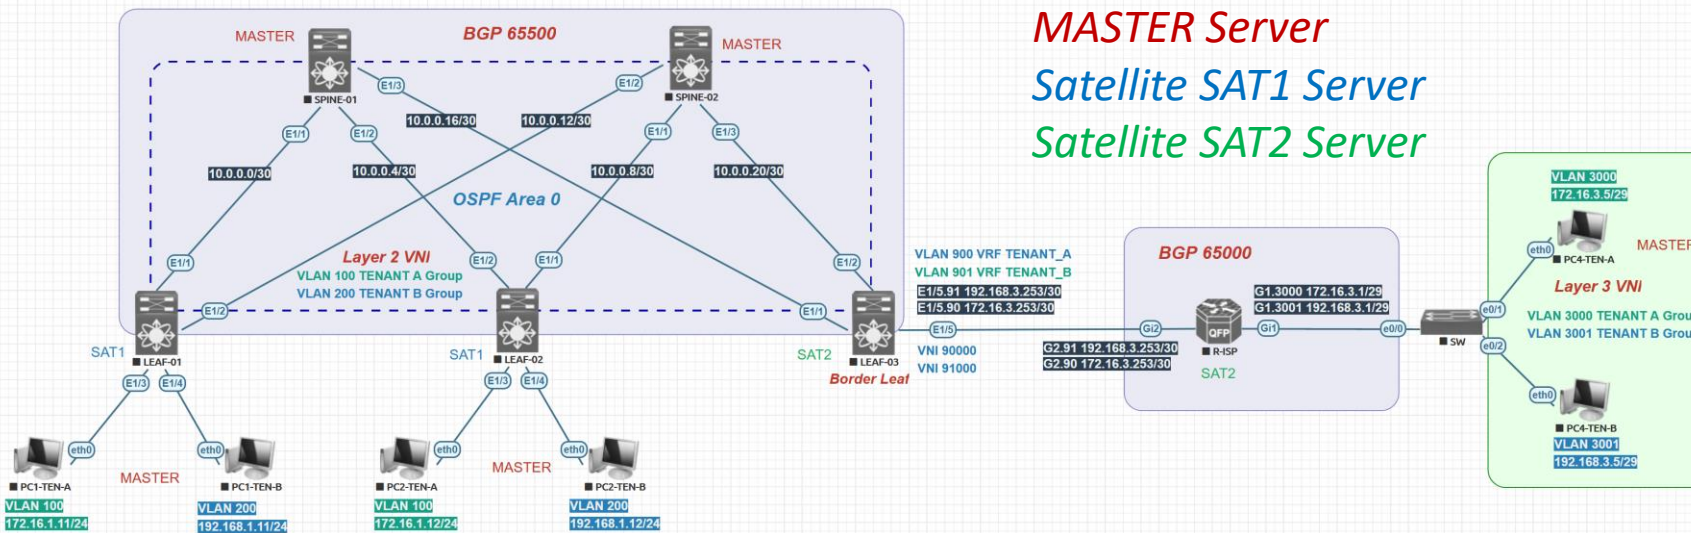 MASTER Server
Satellite SAT1 Server
Satellite SAT2 Server
BGP 65500
MASTER
SPINE-01
MASTER
SPINE-02
E1/3
E1/2
10.0.0.16/30
10.0.0.12/30
E1/1
E1/2
E1/1
E1/3
10.0.0.0/30
10.0.0.4/30
10.0.0.8/30
10.0.0.20/30
OSPF Area 0
Layer 2 VNI
VLAN 100 TENANT A Group
VLAN 200 TENANT B Group
E1/1
E1/2
E1/2
E1/1
E1/2
E1/1
SAT1
LEAF-01
SAT1
LEAF-02
SAT2
LEAF-03
Border Leaf
VLAN 900 VRF TENANT_A
VLAN 901 VRF TENANT_B
E1/5.91 192.168.3.253/30
E1/5.90 172.16.3.253/30
E1/5
VNI 90000
VNI 91000
BGP 65000
G1.3000 172.16.3.1/29
G1.3001 192.168.3.1/29
Gi2
QFP
Gi1
R-ISP
SAT2
G2.91 192.168.3.253/30
G2.90 172.16.3.253/30
e0/0
SW
e0/1
e0/2
VLAN 3000
172.16.3.5/29
eth0
PC4-TEN-A
MASTER
Layer 3 VNI
VLAN 3000 TENANT A Grou
VLAN 3001 TENANT B Grou
eth0
PC4-TEN-B
VLAN 3001
192.168.3.5/29
E1/3
E1/4
E1/3
E1/4
eth0
eth0
eth0
eth0
PC1-TEN-A
MASTER
PC1-TEN-B
PC2-TEN-A
MASTER
PC2-TEN-B
VLAN 100
172.16.1.11/24
VLAN 200
192.168.1.11/24
VLAN 100
172.16.1.12/24
VLAN 200
192.168.1.12/24